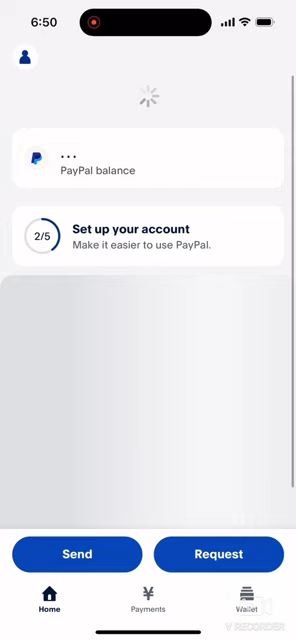 6:50
...
PayPal balance
2/5
Set up your account
Make it easier to use PayPal.
Send
Request
¥
Home
Payments
Wallet
V RECORDER